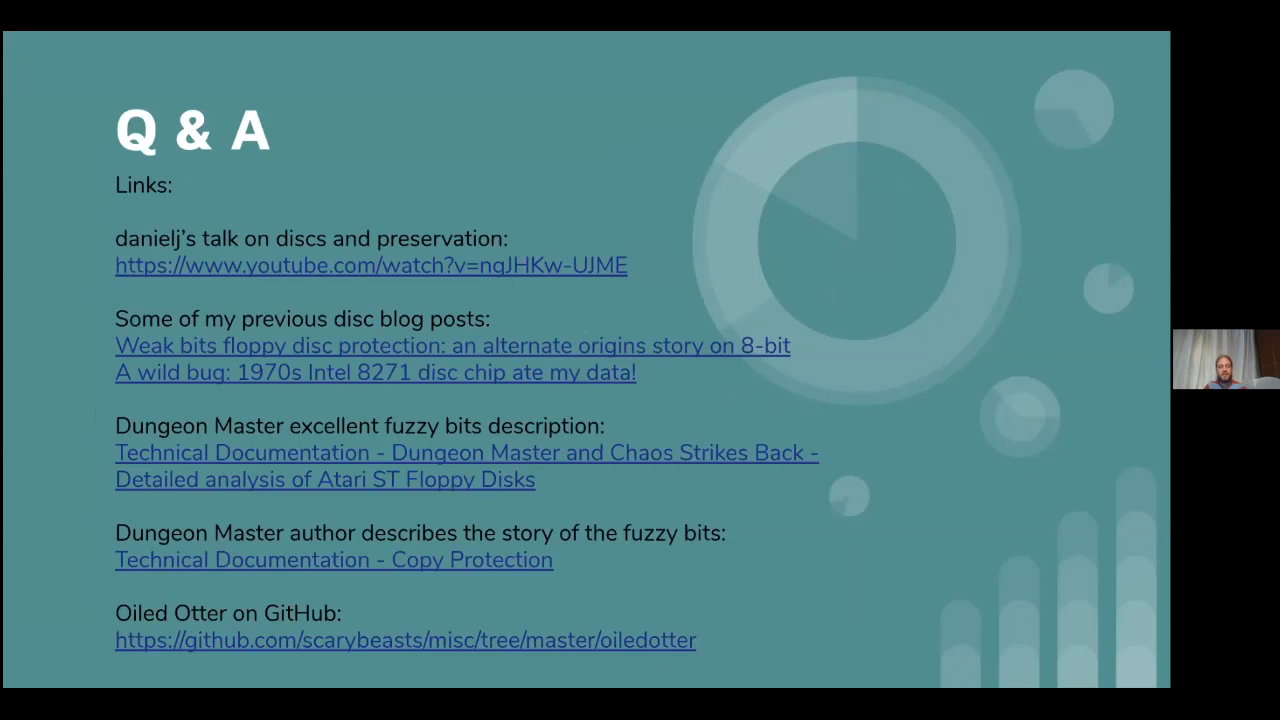 Q & A
Links:
danielj's talk on discs and preservation:
https://www.youtube.com/watch?v=ngJHKw-UJME
Some of my previous disc blog posts:
Weak bits floppy disc protection: an alternate origins story on 8-bit
A wild bug: 1970s Intel 8271 disc chip ate my data!
Dungeon Master excellent fuzzy bits description:
Technical Documentation - Dungeon Master and Chaos Strikes Back -
Detailed analysis of Atari ST Floppy Disks
Dungeon Master author describes the story of the fuzzy bits:
Technical Documentation - Copy Protection
Oiled Otter on GitHub:
https://github.com/scarybeasts/misc/tree/master/oiledotter